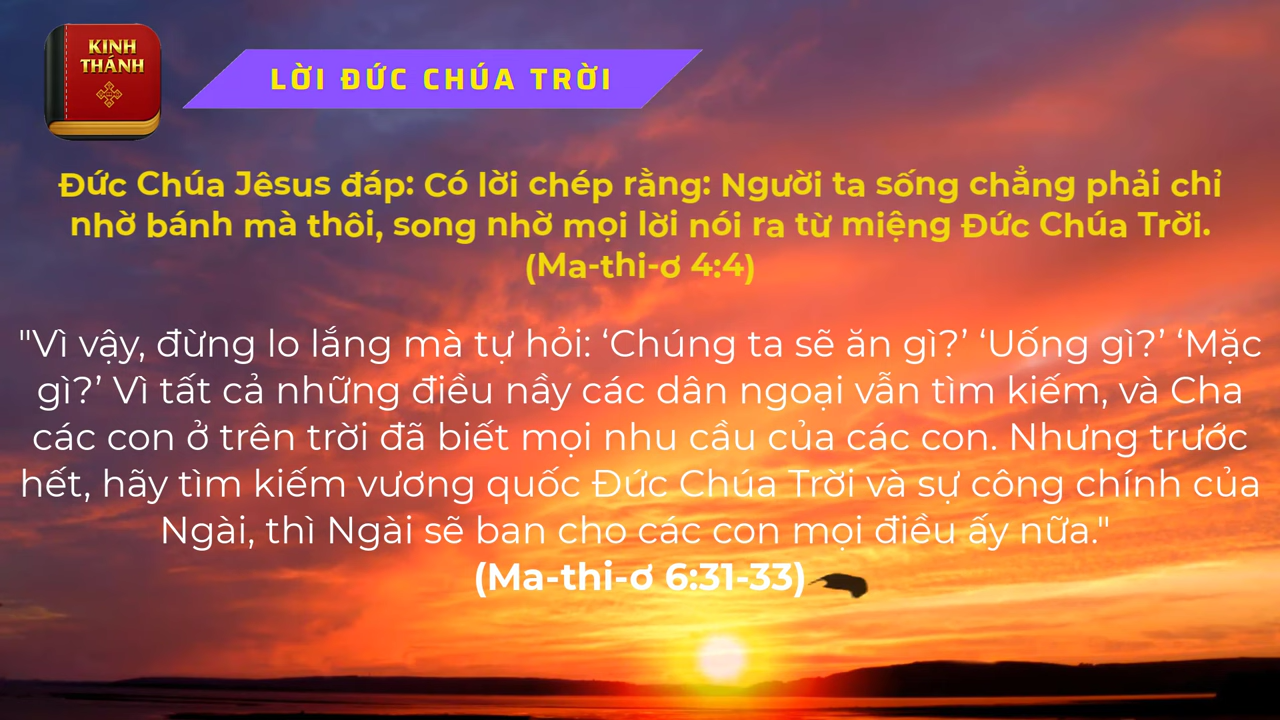 KINH
THÁNH
LỜI ĐỨC CHÚA TRỜI
Đức Chúa Jêsus đáp: Có lời chép rằng: Người ta sống chẳng phải chỉ
nhờ bánh mà thôi, song nhờ mọi lời nói ra từ miệng Đức Chúa Trời.
(Ma-thi-ơ 4:4)
"Vì vậy, đừng lo lắng mà tự hỏi: ‘Chúng ta sẽ ăn gì?’ ‘Uống gì?’ ‘Mặc
gì?’ Vì tất cả những điều nầy các dân ngoại vẫn tìm kiếm, và Cha
các con ở trên trời đã biết mọi nhu cầu của các con. Nhưng trước
hết, hãy tìm kiếm vương quốc Đức Chúa Trời và sự công chính của
Ngài, thì Ngài sẽ ban cho các con mọi điều ấy nữa."
(Ma-thi-ơ 6:31-33)